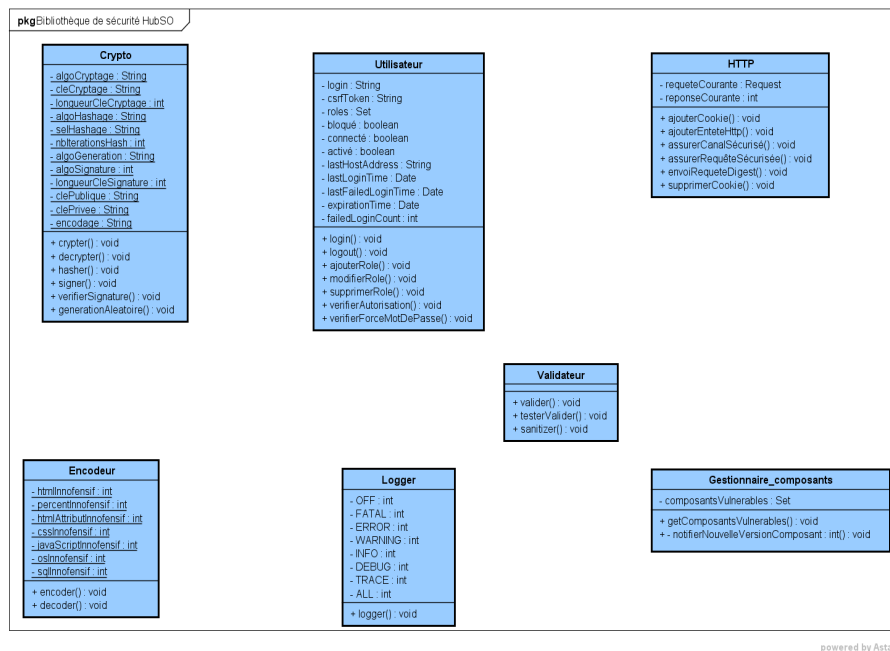 pkg Bibliothèque de sécurité HubSO
Crypto
- algoCryptage : String
- cleCryptage : String
- longueurCleCryptage : int
- algoHashage : String
- selHashage : String
- nbIterationsHash : int
- algoGeneration : String
- algoSignature : int
- longueurCleSignature : int
- clePublique : String
- clePrivee : String
- encodage : String
+ crypter() : void
+ decrypter() : void
+ hasher() : void
+ signer() : void
+ verifierSignature() : void
+ generationAleatoire() : void
Utilisateur
- login : String
- csrfToken : String
- roles : Set
- bloqué : boolean
- connecté : boolean
- activé : boolean
- lastHostAddress : String
- lastLoginTime : Date
- lastFailedLoginTime : Date
- expirationTime : Date
- failedLoginCount : int
+ login() : void
+ logout() : void
+ ajouterRole() : void
+ modifierRole() : void
+ supprimerRole() : void
+ verifierAutorisation() : void
+ verifierForceMotDePasse() : void
HTTP
- requeteCourante : Request
- reponseCourante : int
+ ajouterCookie() : void
+ ajouterEnteteHttp() : void
+ assurerCanalSécurisé() : void
+ assurerRequêteSécurisée() : void
+ envoiRequeteDigest() : void
+ supprimerCookie() : void
Validateur
+ valider() : void
+ testerValider() : void
+ sanitizer() : void
Encodeur
- htmlInnofensif : int
- percentInnofensif : int
- htmlAttributInnofensif : int
- cssInnofensif : int
- javaScriptInnofensif : int
- osInnofensif : int
- sqlInnofensif : int
+ encoder() : void
+ decoder() : void
Logger
- OFF : int
- FATAL : int
- ERROR : int
- WARNING : int
- INFO : int
- DEBUG : int
- TRACE : int
- ALL : int
+ logger() : void
Gestionnaire_composants
- composantsVulnerables : Set
+ getComposantsVulnerables() : void
+ - notifierNouvelleVersionComposant : int() : void
powered by Asta